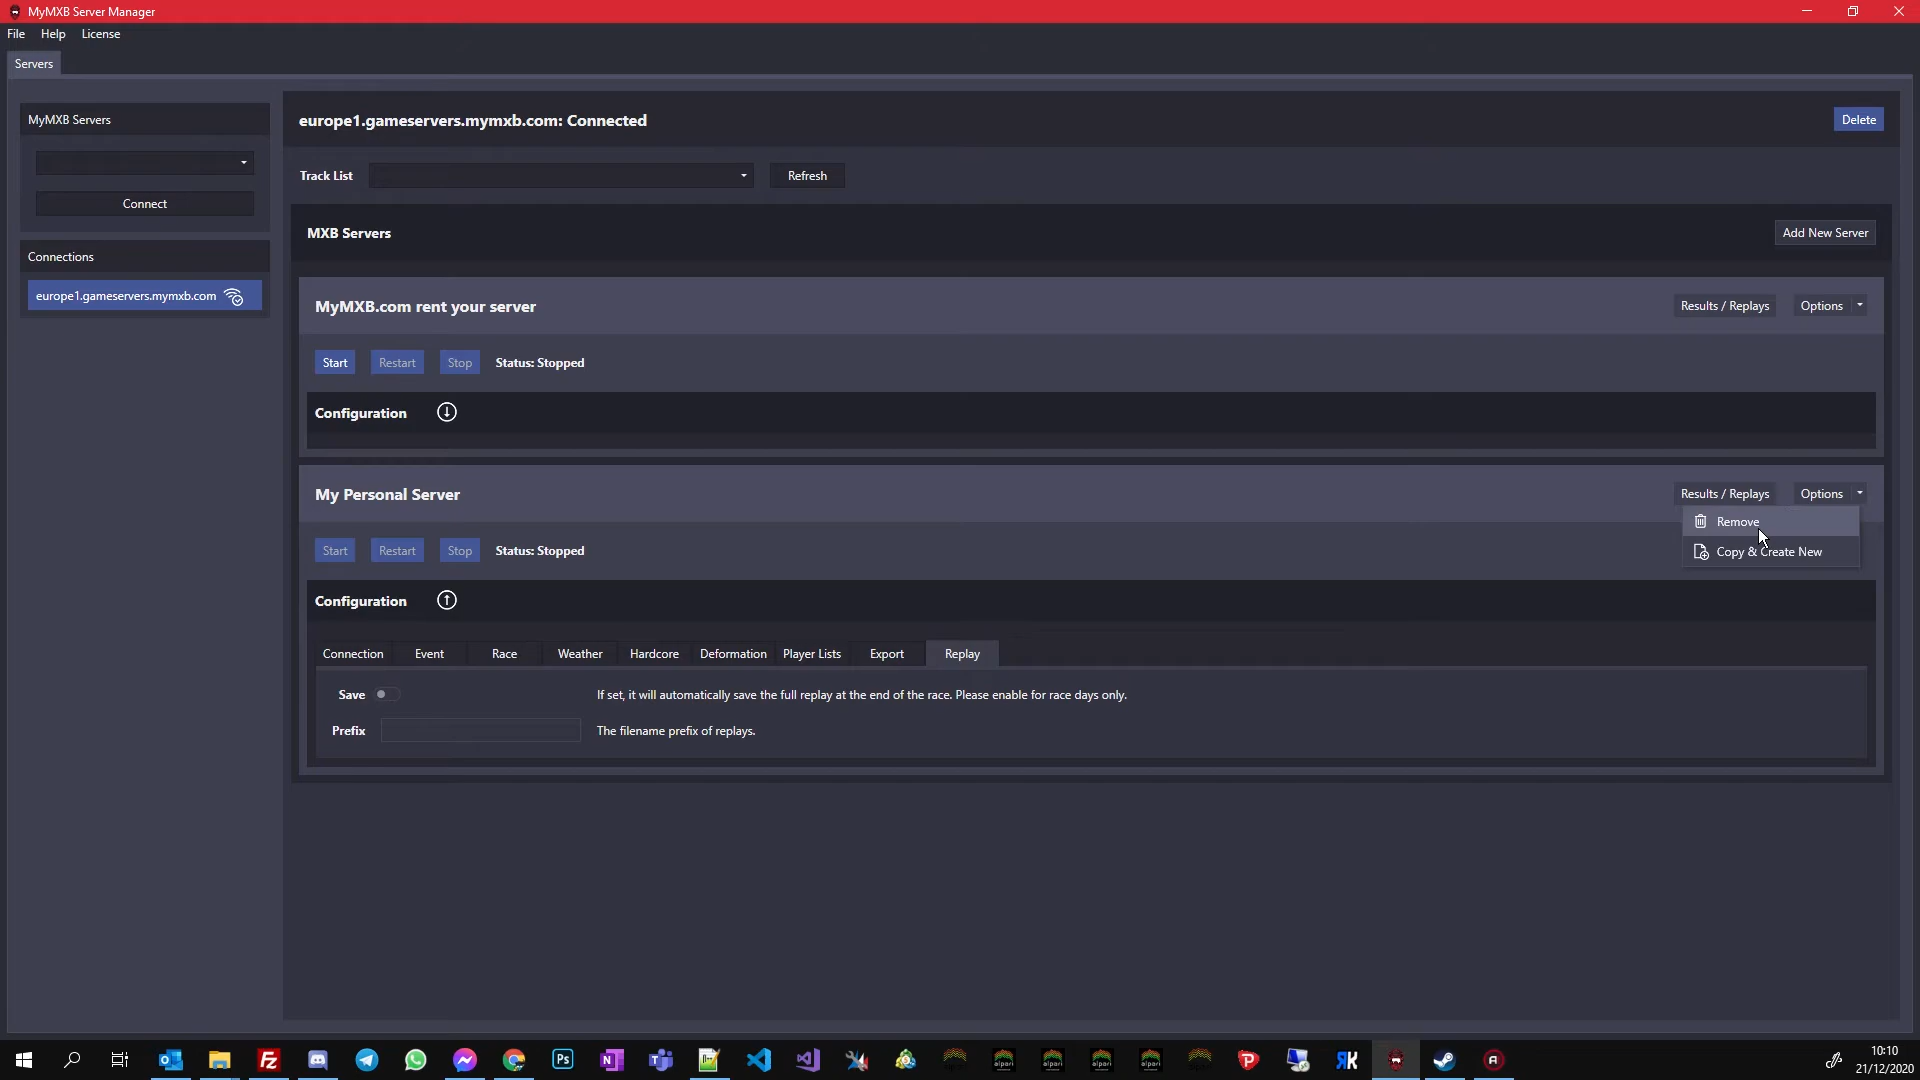 MyMXB Server Manager
File Help License
Servers
MyMXB Servers
Connect
Connections
europe1.gameservers.mymxb.com
europe1.gameservers.mymxb.com: Connected
Delete
Track List
Refresh
MXB Servers
Add New Server
MyMXB.com rent your server
Results / Replays
Options
Start Restart Stop Status: Stopped
Configuration
My Personal Server
Results / Replays
Options
Remove
Copy & Create New
Start Restart Stop Status: Stopped
Configuration
Connection Event Race Weather Hardcore Deformation Player Lists Export Replay
Save If set, it will automatically save the full replay at the end of the race. Please enable for race days only.
Prefix The filename prefix of replays.
Ps
alpari alpari alpari alpari
10:10
21/12/2020